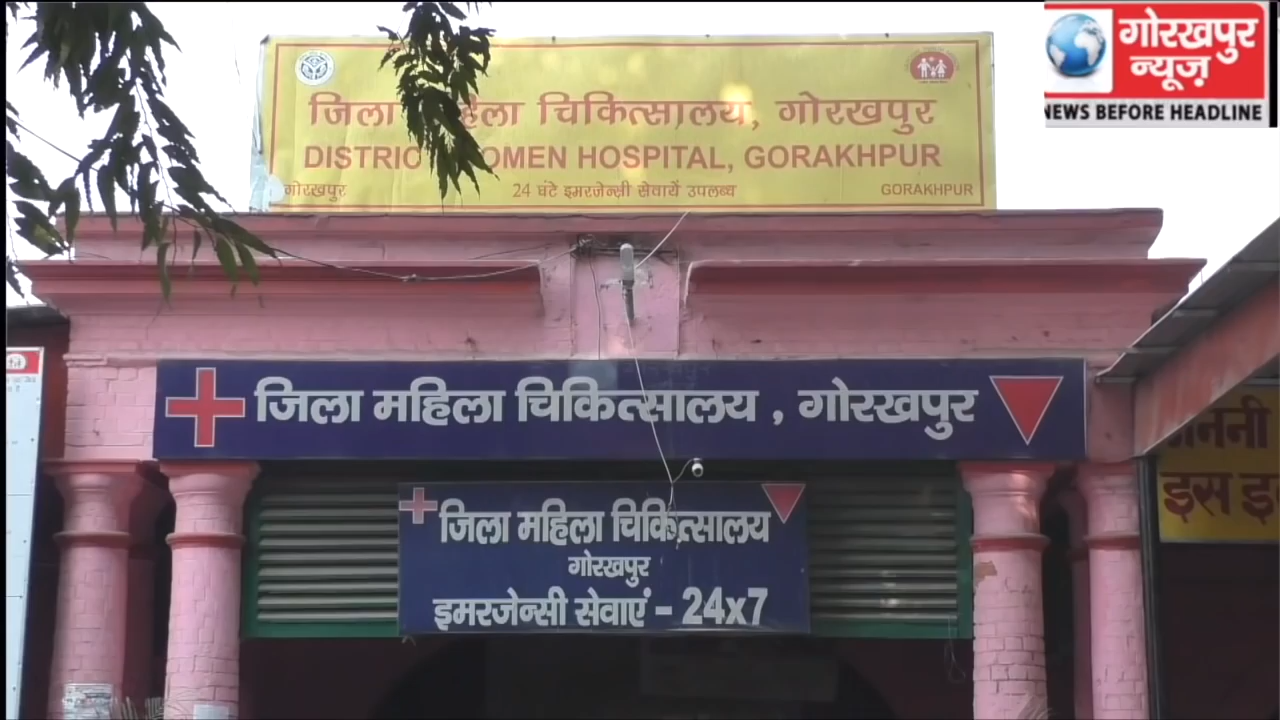 गोरखपुर
न्यूज़
NEWS BEFORE HEADLINE
जिला हिला चिकित्सालय, गोरखपुर
DISTRIC OMEN HOSPITAL, GORAKHPUR
गोरखपुर 24 घंटे इमरजेन्सी सेवायें उपलब्ध GORAKHPUR
जिला महिला चिकित्सालय , गोरखपुर
जिला महिला चिकित्सालय
गोरखपुर
इमरजेन्सी सेवाएं - 24x7
इस